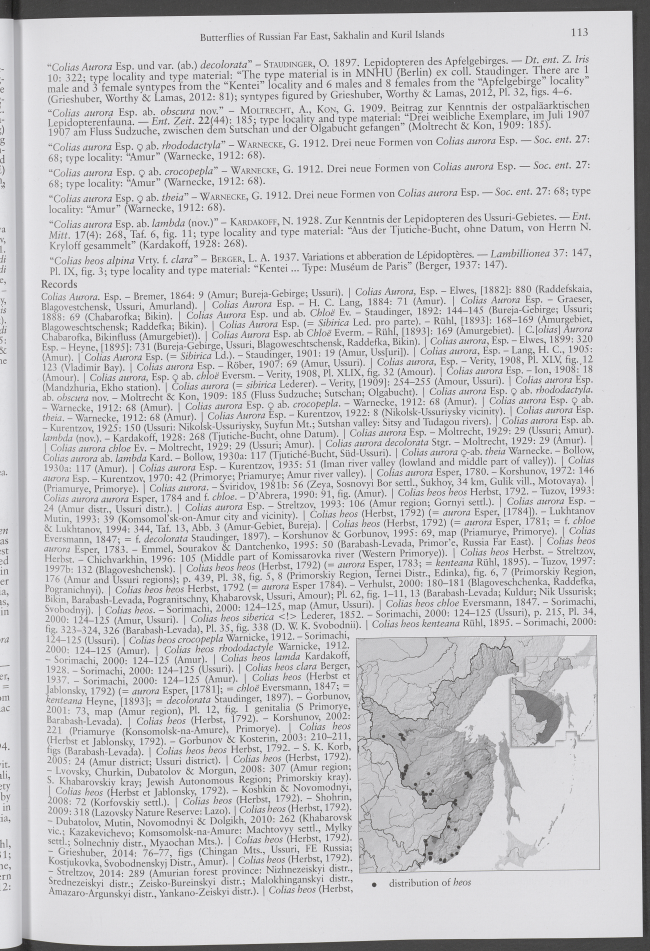 Butterflies of Russian Far East, Sakhalin and Kuril Islands
113
“Colias Aurora Esp. und var. (ab.) decolorata” – STAUDINGER, O. 1897. Lepidopteren des Apfelgebirges. — Dt. ent. Z. Iris
10: 322; type locality and type material: “The type material is in MNHU (Berlin) ex coll. Staudinger. There are 1
male and 3 female syntypes from the “Kentei” locality and 6 males and 8 females from the “Apfelgebirge” locality”
(Grieshuber, Worthy & Lamas, 2012: 81); syntypes figured by Grieshuber, Worthy & Lamas, 2012, Pl 32, figs. 4–6.
“Colias aurora Esp. ab. obscura nov.” – MOLTRECHT, A., KON, G. 1909. Beitrag zur Kenntnis der ostpaläarktischen
Lepidopterenfauna. — Ent. Zeit. 22(44): 185; type locality and type material: “Drei weibliche Exemplare, im Juli 1907
1907 am Fluss Sudzuche, zwischen dem Sutschan und der Olgabucht gefangen” (Moltrecht & Kon, 1909: 185).
“Colias aurora Esp. ♀ ab. rhododactyla” – WARNECKE, G. 1912. Drei neue Formen von Colias aurora Esp. — Soc. ent. 27:
68; type locality: “Amur” (Warnecke, 1912: 68).
“Colias aurora Esp. ♀ ab. crocopepla” – WARNECKE, G. 1912. Drei neue Formen von Colias aurora Esp. — Soc. ent. 27:
68; type locality: “Amur” (Warnecke, 1912: 68).
“Colias aurora Esp. ♀ ab. theia” – WARNECKE, G. 1912. Drei neue Formen von Colias aurora Esp. — Soc. ent. 27: 68; type
locality: “Amur” (Warnecke, 1912: 68).
“Colias aurora Esp. ab. lambda (nov.)” – KARDAKOFF, N. 1928. Zur Kenntnis der Lepidopteren des Ussuri-Gebietes. — Ent.
Mitt. 17(4): 268, Taf. 6, fig. 11; type locality and type material: “Aus der Tjutiche-Bucht, ohne Datum, von Herrn N.
Kryloff gesammelt” (Kardakoff, 1928: 268).
“Colias heos alpina Vrty. f. clara” – BERGER, L. A. 1937. Variations et abberation de Lépidoptères. — Lambillionea 37: 147,
Pl. IX, fig. 3; type locality and type material: “Kentei ... Type: Muséum de Paris” (Berger, 1937: 147).
Records
Colias Aurora. Esp. – Bremer, 1864: 9 (Amur; Bureja-Gebirge; Ussuri). | Colias Aurora, Esp. – Elwes, [1882]: 880 (Raddefskaia,
Blagovestchensk, Ussuri, Amurland). | Colias Aurora Esp. – H. C. Lang, 1884: 71 (Amur). | Colias Aurora Esp. – Graeser,
1888: 69 (Chabarofka; Bikin). | Colias Aurora Esp. und ab. Chloë Ev. – Staudinger, 1892: 144–145 (Bureja-Gebirge; Ussuri;
Blagoweschtschensk; Raddefka; Bikin). | Colias Aurora Esp. (= Sibirica Led. pro parte). – Rühl, [1893]: 168–169 (Amurgebiet,
Chabarofka, Bikinfluss (Amurgebiet)). | Colias Aurora Esp. ab Chloë Everm. – Rühl, [1893]: 169 (Amurgebiet). | C.[olias] Aurora
Esp. – Heyne, [1895]: 731 (Bureja-Gebirge, Ussuri, Blagoweschtschensk, Raddefka, Bikin). | Colias aurora, Esp. – Elwes, 1899: 320
(Amur). | Colias aurora Esp. (= Sibirica Ld.). – Staudinger, 1901: 19 (Amur, Uss[uri]). | Colias aurora, Esp. – Lang, H. C., 1905:
123 (Vladimir Bay). | Colias aurora Esp. – Röber, 1907: 69 (Amur, Ussuri). | Colias aurora, Esp. – Verity, 1908, Pl. XLIV, fig. 12
(Amour). | Colias aurora, Esp. ♀ ab. chloë Eversm. – Verity, 1908, Pl. XLIX, fig. 32 (Amour). | Colias aurora Esp. – Ion, 1908: 18
(Mandzhuria, Ekho station). | Colias aurora (= sibirica Lederer). – Verity, [1909]: 254–255 (Amour, Ussuri). | Colias aurora Esp.
ab. obscura nov. – Moltrecht & Kon, 1909: 185 (Fluss Sudzuche; Sutschan; Olgabucht). | Colias aurora Esp. ♀ ab. rhododactyla.
– Warnecke, 1912: 68 (Amur). | Colias aurora Esp. ♀ ab. crocopepla. – Warnecke, 1912: 68 (Amur). | Colias aurora Esp. ♀ ab.
theia. – Warnecke, 1912: 68 (Amur). | Colias Aurora Esp. – Kurentzov, 1922: 8 (Nikolsk-Ussuriysky vicinity). | Colias aurora Esp.
– Kurentzov, 1925: 150 (Ussuri: Nikolsk-Ussuriysky, Suyfun Mt.; Sutshan valley: Sitsy and Tudagou rivers). | Colias aurora Esp. ab.
lambda (nov.). – Kardakoff, 1928: 268 (Tjutiche-Bucht, ohne Datum). | Colias aurora Esp. – Moltrecht, 1929: 29 (Ussuri; Amur).
| Colias aurora chloe Ev. – Moltrecht, 1929: 29 (Ussuri; Amur). | Colias aurora decolorata Stgr. – Moltrecht, 1929: 29 (Amur). |
Colias aurora ab. lambda Kard. – Bollow, 1930a: 117 (Tjutiché-Bucht, Süd-Ussuri). | Colias aurora ♀-ab. theia Warnecke. – Bollow,
1930a: 117 (Amur). | Colias aurora Esp. – Kurentzov, 1935: 51 (Iman river valley (lowland and middle part of valley)). | Colias
aurora Esp. – Kurentzov, 1970: 42 (Primorye; Priamurye; Amur river valley). | Colias aurora Esper, 1780. – Korshunov, 1972: 146
(Priamurye, Primorye). | Colias aurora. – Sviridov, 1981b: 56 (Zeya, Sosnovyi Bor settl., Sukhoy, 34 km, Gulik vill., Motovaya). |
Colias aurora aurora Esper, 1784 and f. chloe. – D’Abrera, 1990: 91, fig. (Amur). | Colias heos heos Herbst, 1792. – Tuzov, 1993:
24 (Amur distr., Ussuri distr.). | Colias aurora Esp. – Streltzov, 1993: 106 (Amur region; Gornyi settl.). | Colias aurora Esp. –
Mutin, 1993: 39 (Komsomol’sk-on-Amur city and vicinity). | Colias heos (Herbst, 1792) (= aurora Esper, [1784]). – Lukhtanov
& Lukhtanov, 1994: 344, Taf. 13, Abb. 3 (Amur-Gebiet, Bureja). | Colias heos (Herbst, 1792) (= aurora Esper, 1781; = f. chloe
Eversmann, 1847; = f. decolorata Staudinger, 1897). – Korshunov & Gorbunov, 1995: 69, map (Priamurye, Primorye). | Colias
aurora Esper, 1783. – Emmel, Sourakov & Dantchenko, 1995: 50 (Barabash-Levada, Primor’e, Russia Far East). | Colias heos
Herbst. – Chichvarkhin, 1996: 105 (Middle part of Komissarovka river (Western Primorye)). | Colias heos Herbst. – Streltzov,
1997b: 132 (Blagoveshchensk). | Colias heos (Herbst, 1792) (= aurora Esper, 1783; = kenteana Rühl, 1895). – Tuzov, 1997:
176 (Amur and Ussuri regions); p. 439, Pl. 38, fig. 5, 8 (Primorskiy Region, Ternei Distr., Edinka), fig. 6, 7 (Primorskiy Region,
Pogranichnyi). | Colias heos Herbst, 1792 (= aurora Esper 1784). – Verhulst, 2000: 180–181 (Blagoveschchenka, Raddefka,
Bikin, Barabash-Levada, Pogranitschny, Khabarovsk, Ussuri, Amour); Pl. 62, fig. 1–11, 13 (Barabash-Levada; Kuldur; Nik Ussurisk;
Svobodny). | Colias heos. – Sorimachi, 2000: 124–125, map (Amur, Ussuri). | Colias heos chloe Eversmann, 1847. – Sorimachi,
2000: 124–125 (Amur, Ussuri). | Colias heos siberica <!> Lederer, 1852. – Sorimachi, 2000: 124–125 (Ussuri), p. 215, Pl. 34,
fig. 323–324, 326 (Barabash-Levada), Pl. 35, fig. 338 (D. W. K. Svobodnii). | Colias heos kenteana Rühl, 1895. – Sorimachi, 2000:
124–125 (Ussuri). | Colias heos crocopepla Warnicke, 1912. – Sorimachi,
2000: 124–125 (Amur). | Colias heos rhododactyle Warnicke, 1912.
– Sorimachi, 2000: 124–125 (Amur). | Colias heos lamda Kardakoff,
1928. – Sorimachi, 2000: 124–125 (Ussuri). | Colias heos clara Berger,
1937. – Sorimachi, 2000: 124–125 (Amur). | Colias heos (Herbst et
Jablonsky, 1792) (= aurora Esper, [1781]; = chloë Eversmann, 1847; =
kenteana Heyne, [1893]; = decolorata Staudinger, 1897). – Gorbunov,
2001: 73, map (Amur region), Pl. 12, fig. 1 genitalia (S Primorye,
Barabash-Levada). | Colias heos (Herbst, 1792). – Korshunov, 2002:
221 (Priamurye (Komsomolsk-na-Amure), Primorye). | Colias heos
(Herbst et Jablonsky, 1792). – Gorbunov & Kosterin, 2003: 210–211,
figs (Barabash-Levada). | Colias heos heos Herbst, 1792. – S. K. Korb,
2005: 24 (Amur district; Ussuri district). | Colias heos (Herbst, 1792).
– Lvovsky, Churkin, Dubatolov & Morgun, 2008: 307 (Amur region;
S. Khabarovskiy kray; Jewish Autonomous Region; Primorskiy kray).
| Colias heos (Herbst et Jablonsky, 1792). – Koshkin & Novomodnyi,
2008: 72 (Korfovskiy settl.). | Colias heos (Herbst, 1792). – Shohrin,
2009: 318 (Lazovsky Nature Reserve: Lazo). | Colias heos (Herbst, 1792).
– Dubatolov, Mutin, Novomodnyi & Dolgikh, 2010: 262 (Khabarovsk
vic.; Kazakevichevo; Komsomolsk-na-Amure: Machtovyy settl., Mylky
settl.; Solnechniy distr., Myaochan Mts.). | Colias heos (Herbst, 1792).
– Grieshuber, 2014: 76–77, figs (Chingan Mts., Ussuri, FE Russia;
Kostjukovka, Svobodnenskyj Distr., Amur). | Colias heos (Herbst, 1792).
– Streltzov, 2014: 289 (Amurian forest province: Nizhnezeiskyi distr.,
Srednezeiskyi distr.; Zeisko-Bureinskyi distr.; Malokhinganskyi distr.,
Amazaro-Argunskyi distr., Yankano-Zeiskyi distr.). | Colias heos (Herbst,
• distribution of heos